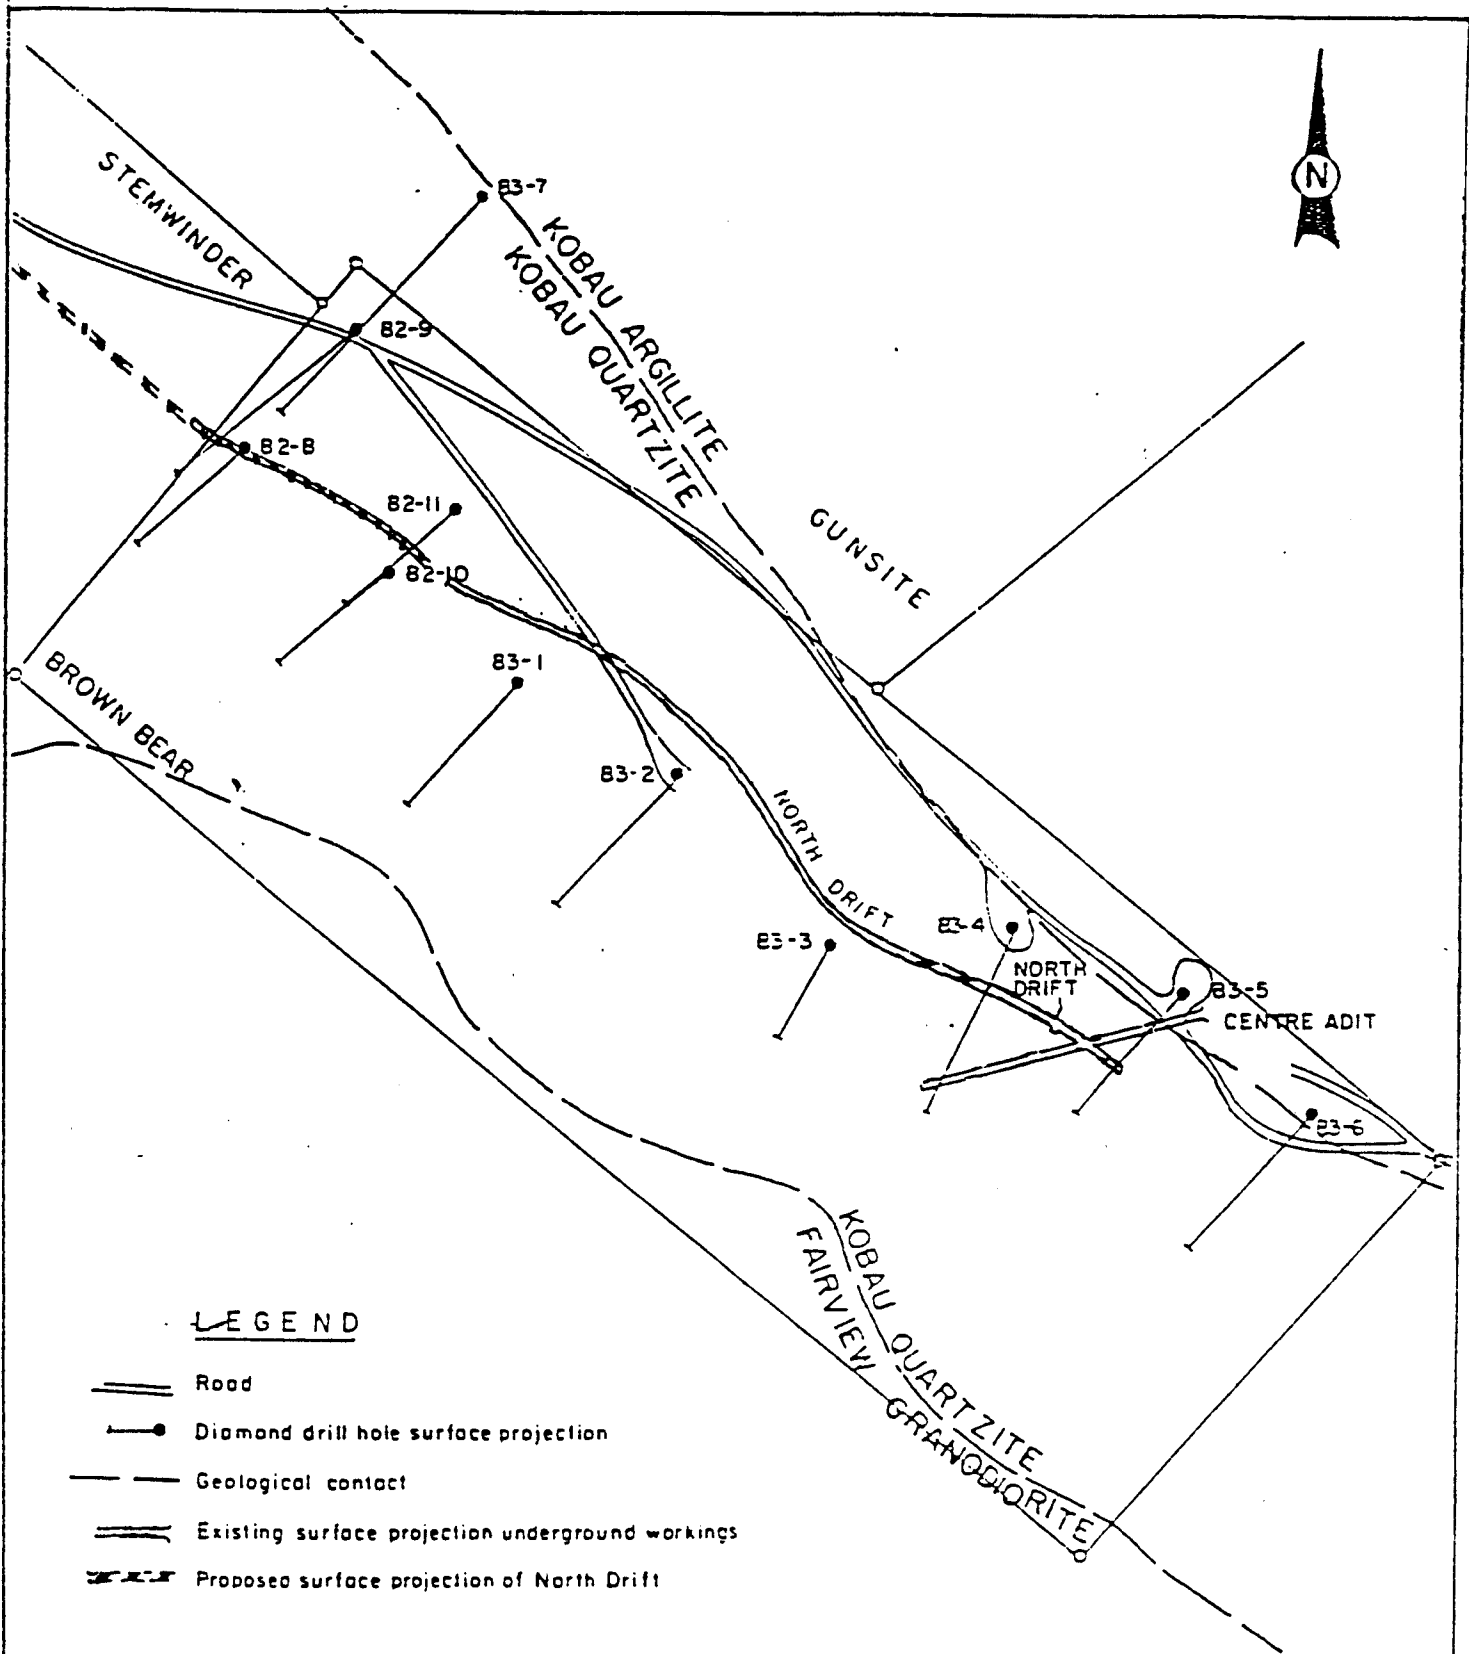 N
STEMWINDER
83-7
KOBAU ARGILLITE
KOBAU QUARTZITE
82-9
82-8
82-11
82-10
GUNSITE
83-1
BROWN BEAR
83-2
NORTH DRIFT
83-3
83-4
NORTH
DRIFT
83-5
CENTRE ADIT
83-6
KOBAU QUARTZITE
FAIRVIEW GRANODIORITE
LEGEND
Road
Diamond drill hole surface projection
Geological contact
Existing surface projection underground workings
Proposed surface projection of North Drift